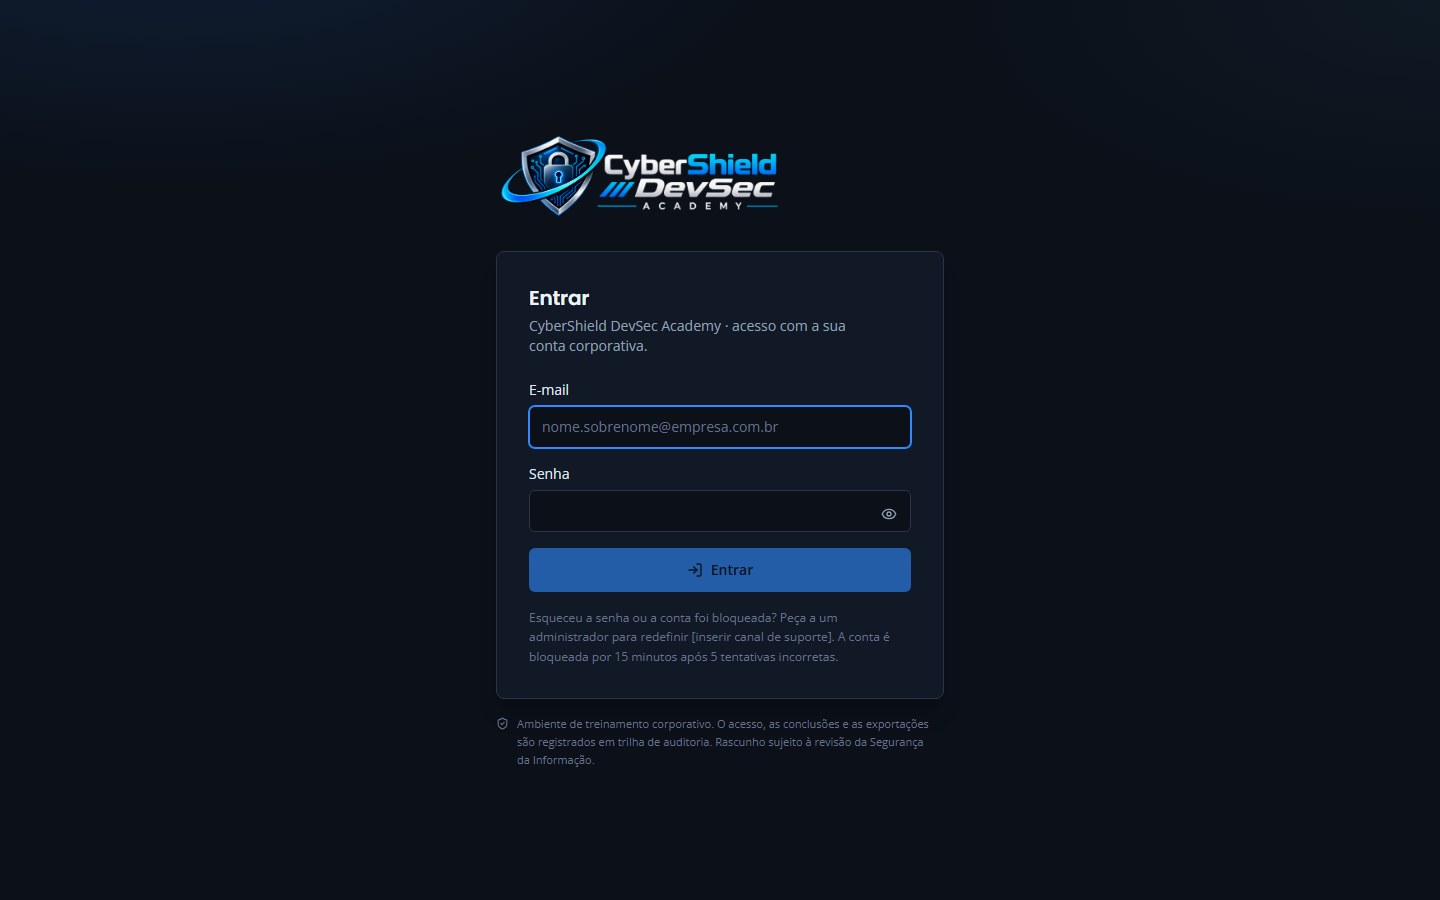 CyberShield
DevSec
ACADEMY
Entrar
CyberShield DevSec Academy · acesso com a sua
conta corporativa.
E-mail
nome.sobrenome@empresa.com.br
Senha
Entrar
Esqueceu a senha ou a conta foi bloqueada? Peça a um
administrador para redefinir [inserir canal de suporte]. A conta é
bloqueada por 15 minutos após 5 tentativas incorretas.
Ambiente de treinamento corporativo. O acesso, as conclusões e as exportações
são registrados em trilha de auditoria. Rascunho sujeito à revisão da Segurança
da Informação.